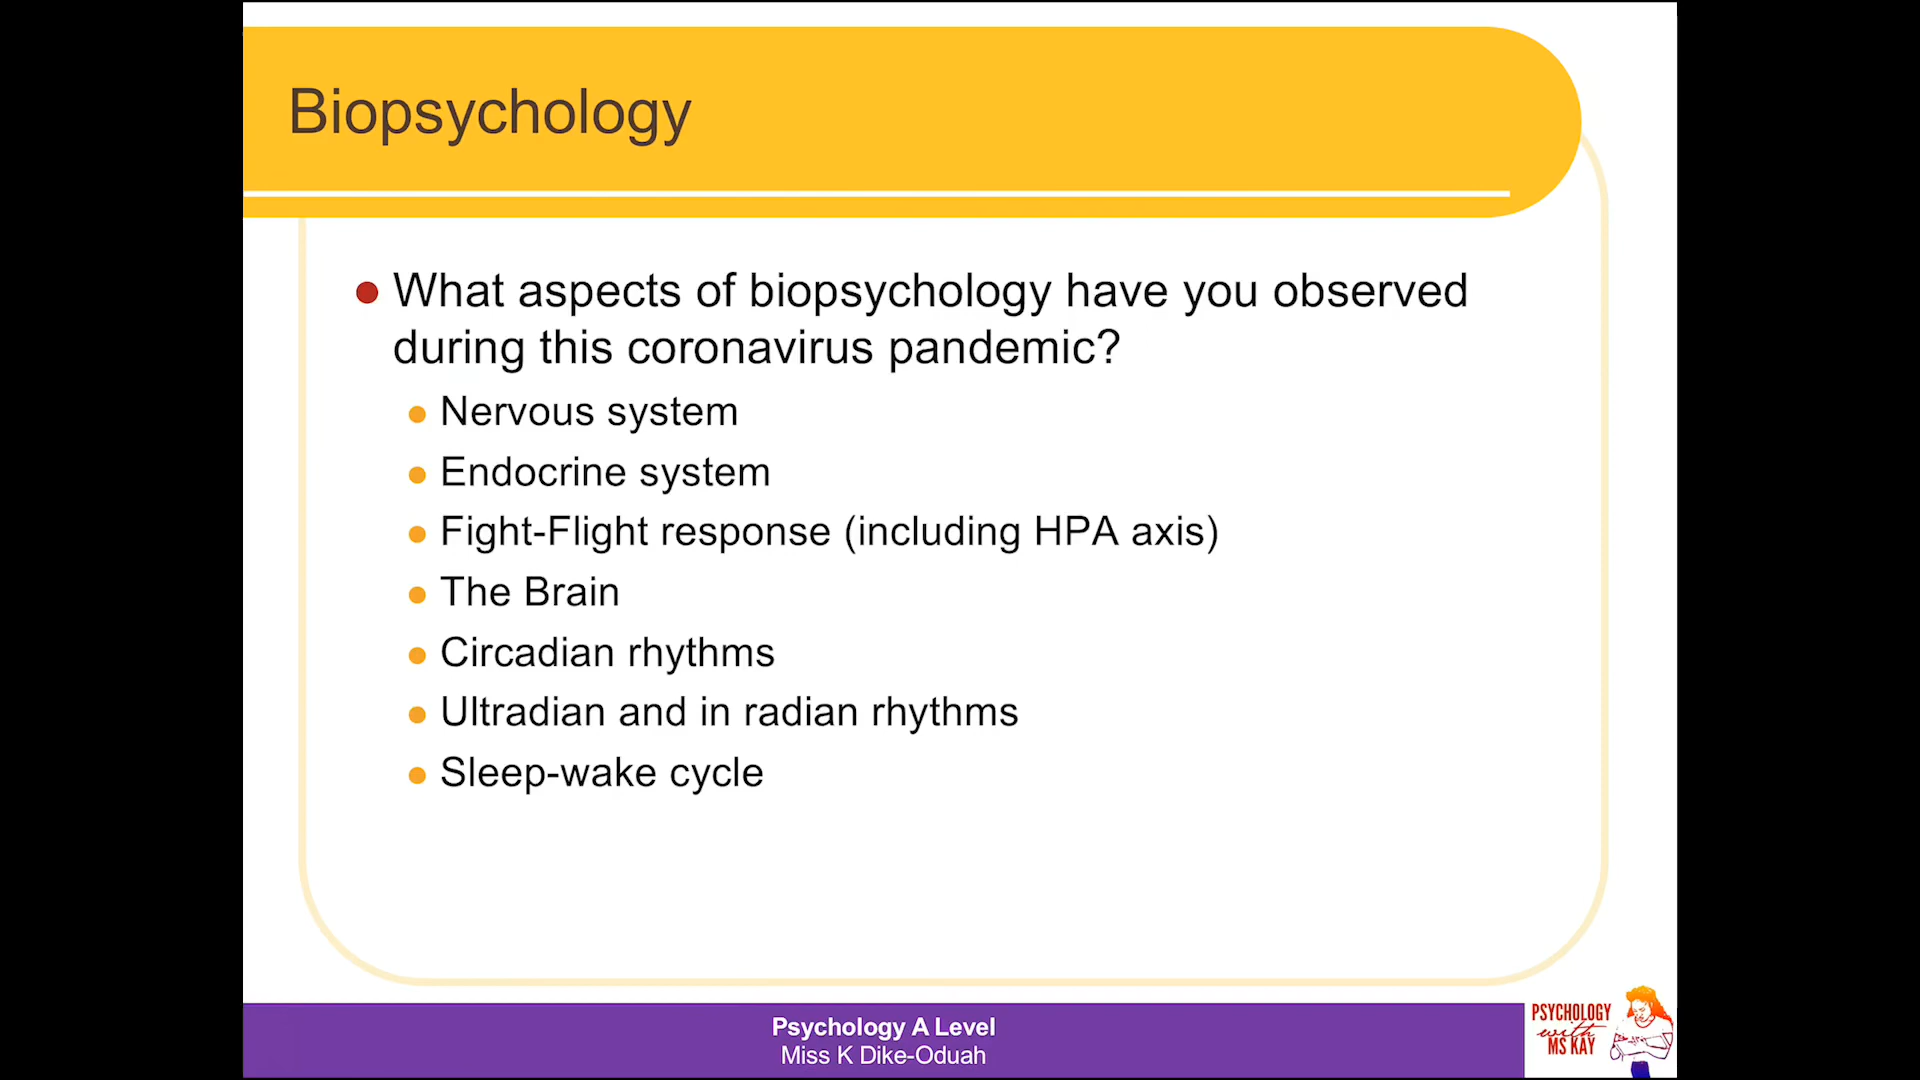 Biopsychology
What aspects of biopsychology have you observed
during this coronavirus pandemic?
Nervous system
Endocrine system
Fight-Flight response (including HPA axis)
The Brain
Circadian rhythms
Ultradian and in radian rhythms
Sleep-wake cycle
Psychology A Level
Miss K Dike-Oduah
PSYCHOLOGY
with
MS KAY